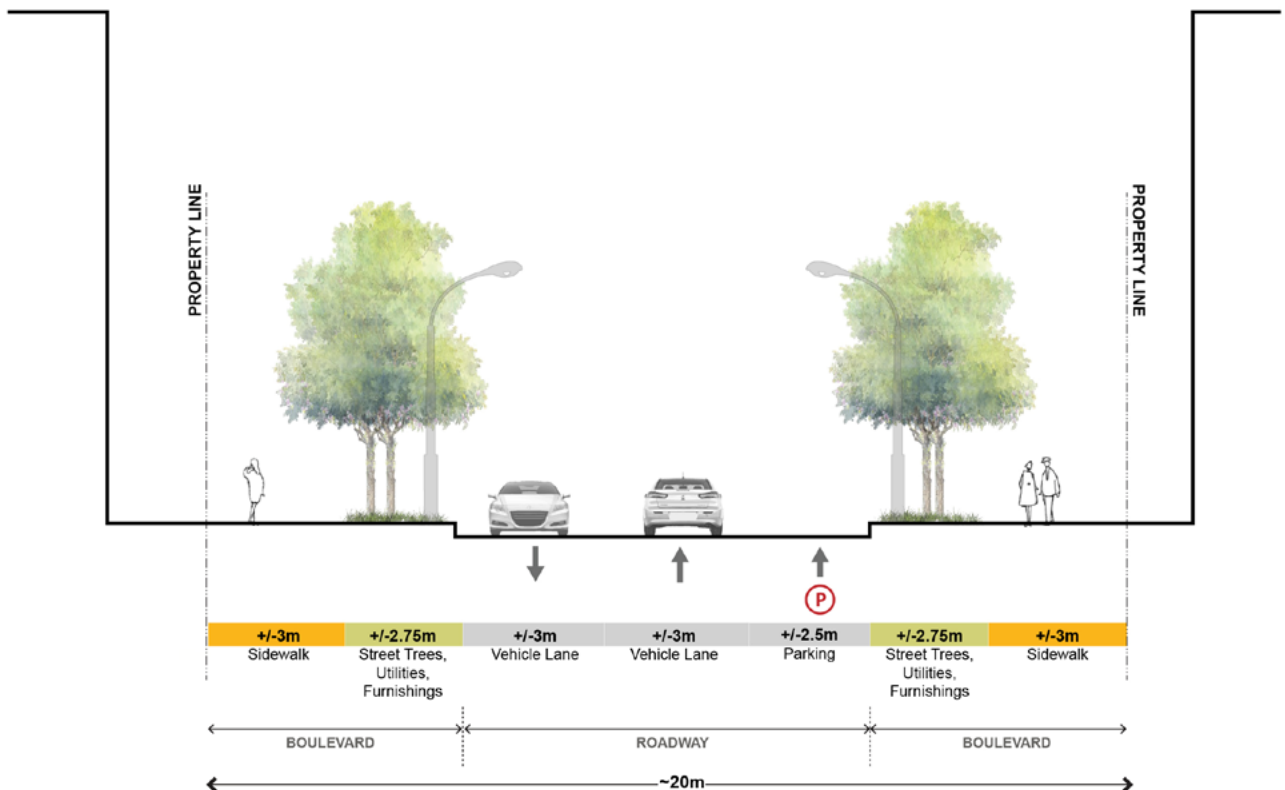 PROPERTY LINE
PROPERTY LINE
P
+/-3m
Sidewalk
+/-2.75m
Street Trees,
Utilities,
Furnishings
+/-3m
Vehicle Lane
+/-3m
Vehicle Lane
+/-2.5m
Parking
+/-2.75m
Street Trees,
Utilities,
Furnishings
+/-3m
Sidewalk
BOULEVARD
ROADWAY
BOULEVARD
~20m